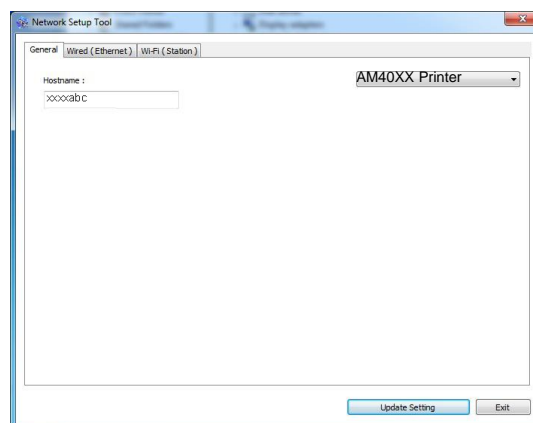 Network Setup Tool
General Wired ( Ethernet ) Wi-Fi ( Station )
Hostname :
AM40XX Printer
xxxxabc
Update Setting Exit